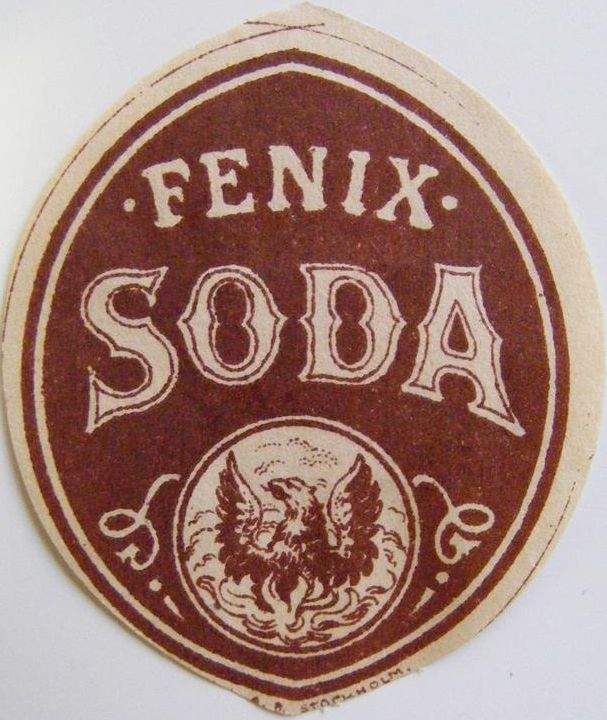 · FENIX ·
SODA
STOCKHOLM.